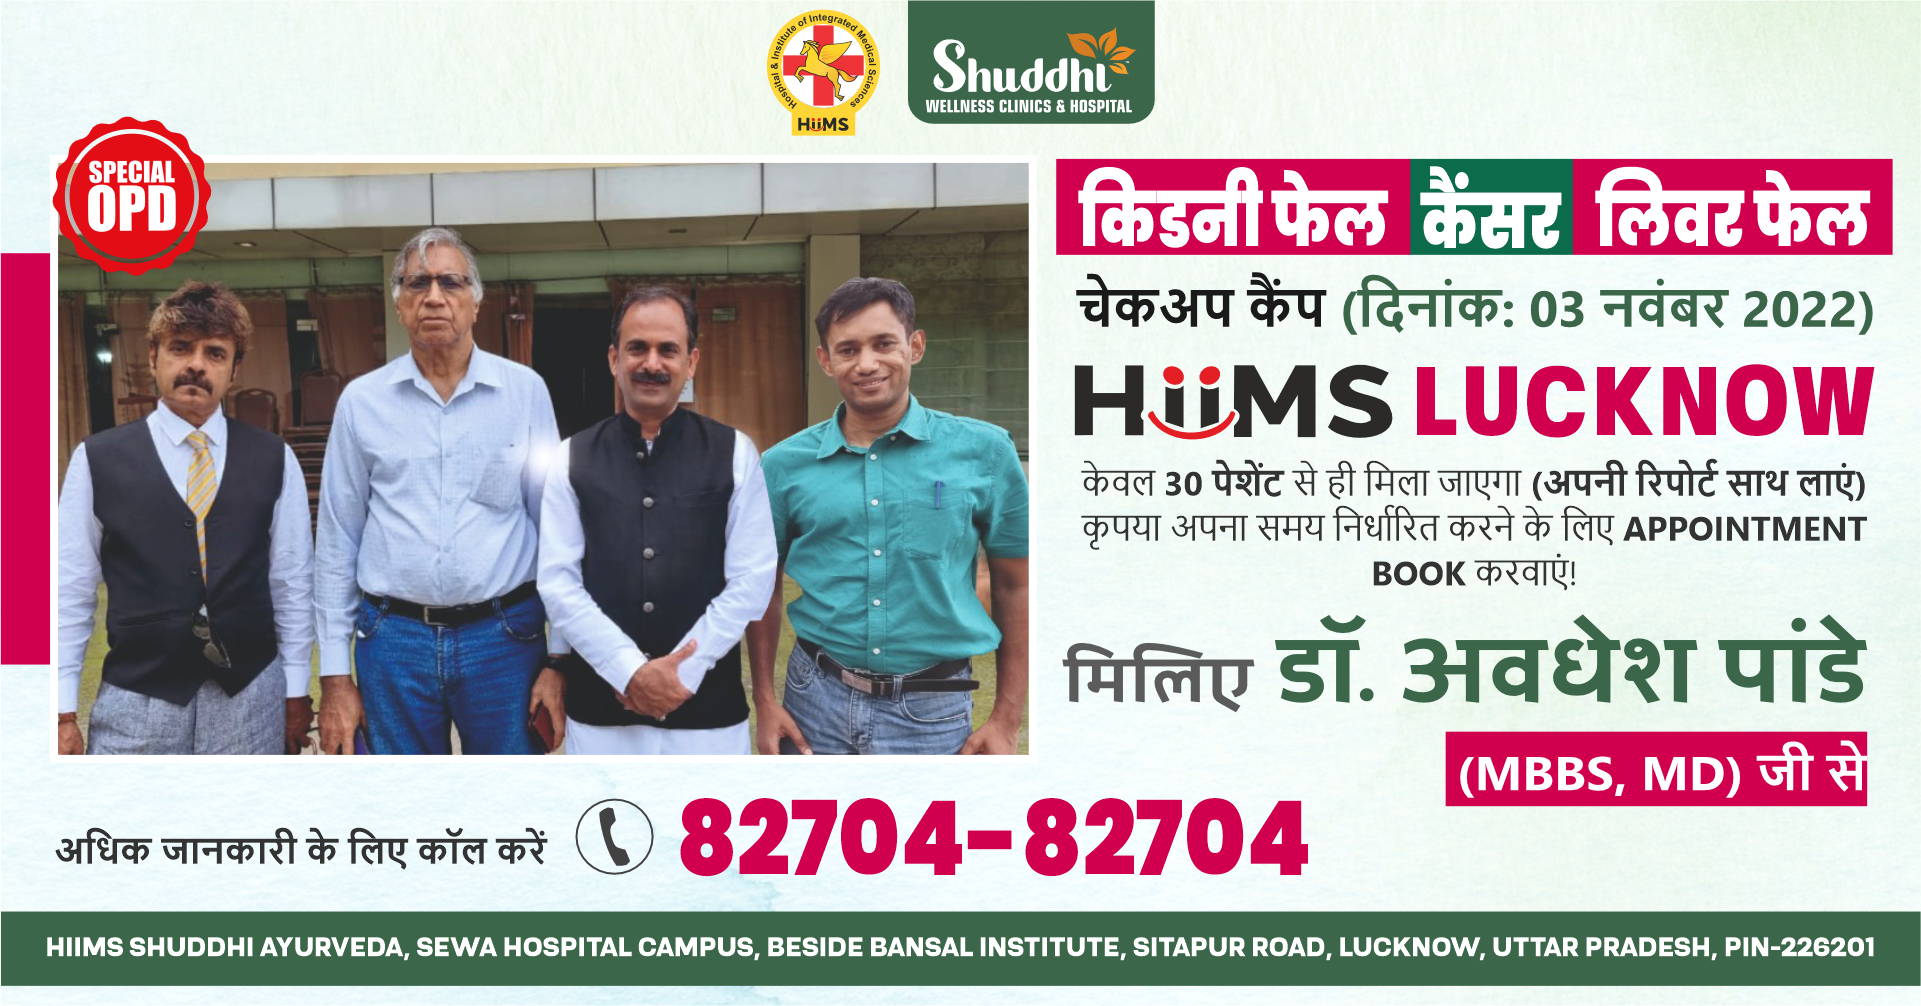 Hospital & Institute of Integrated Medical Sciences
HiiMS
Shuddhi
WELLNESS CLINICS & HOSPITAL
SPECIAL
OPD
किडनी फेल कैंसर लिवर फेल
चेकअप कैंप (दिनांक: 03 नवंबर 2022)
HiiMS LUCKNOW
केवल 30 पेशेंट से ही मिला जाएगा (अपनी रिपोर्ट साथ लाएं)
कृपया अपना समय निर्धारित करने के लिए APPOINTMENT
BOOK करवाएं!
मिलिए डॉ. अवधेश पांडे
(MBBS, MD) जी से
अधिक जानकारी के लिए कॉल करें 82704-82704
HIIMS SHUDDHI AYURVEDA, SEWA HOSPITAL CAMPUS, BESIDE BANSAL INSTITUTE, SITAPUR ROAD, LUCKNOW, UTTAR PRADESH, PIN-226201